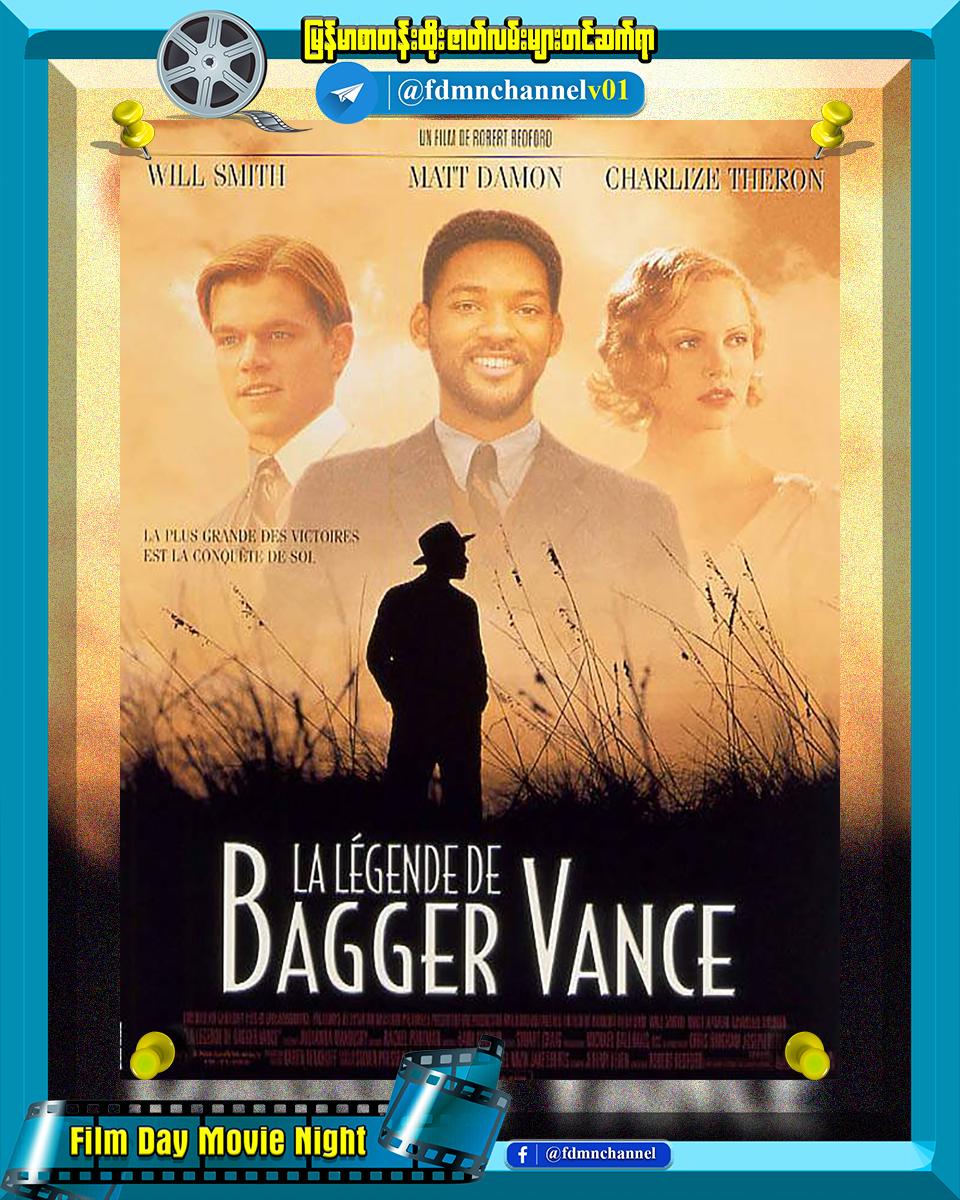 မြန်မာစာတန်းထိုးဇာတ်လမ်းများတင်ဆက်ရာ
@fdmnchannelv01
UN FILM DE ROBERT REDFORD
WILL SMITH MATT DAMON CHARLIZE THERON
LA PLUS GRANDE DES VICTOIRES
EST LA CONQUÊTE DE SOI.
LA LÉGENDE DE
BAGGER VANCE
Film Day Movie Night
f @fdmnchannel